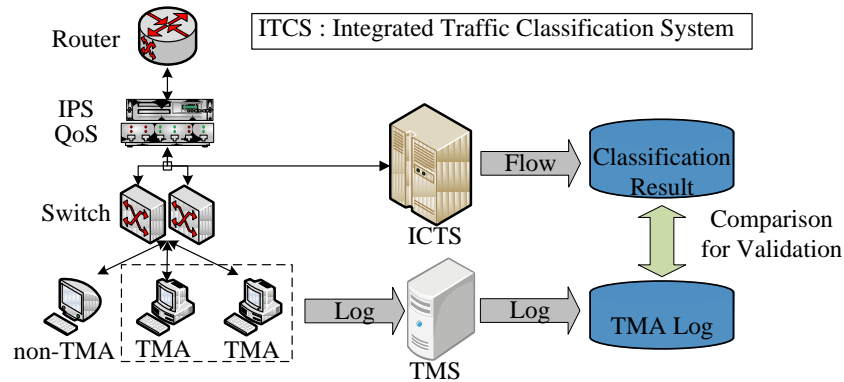 Router
ITCS : Integrated Traffic Classification System
IPS
QoS
Flow
Classification
Result
Switch
ICTS
Comparison
for Validation
Log
Log
TMA Log
non-TMA
TMA
TMA
TMS